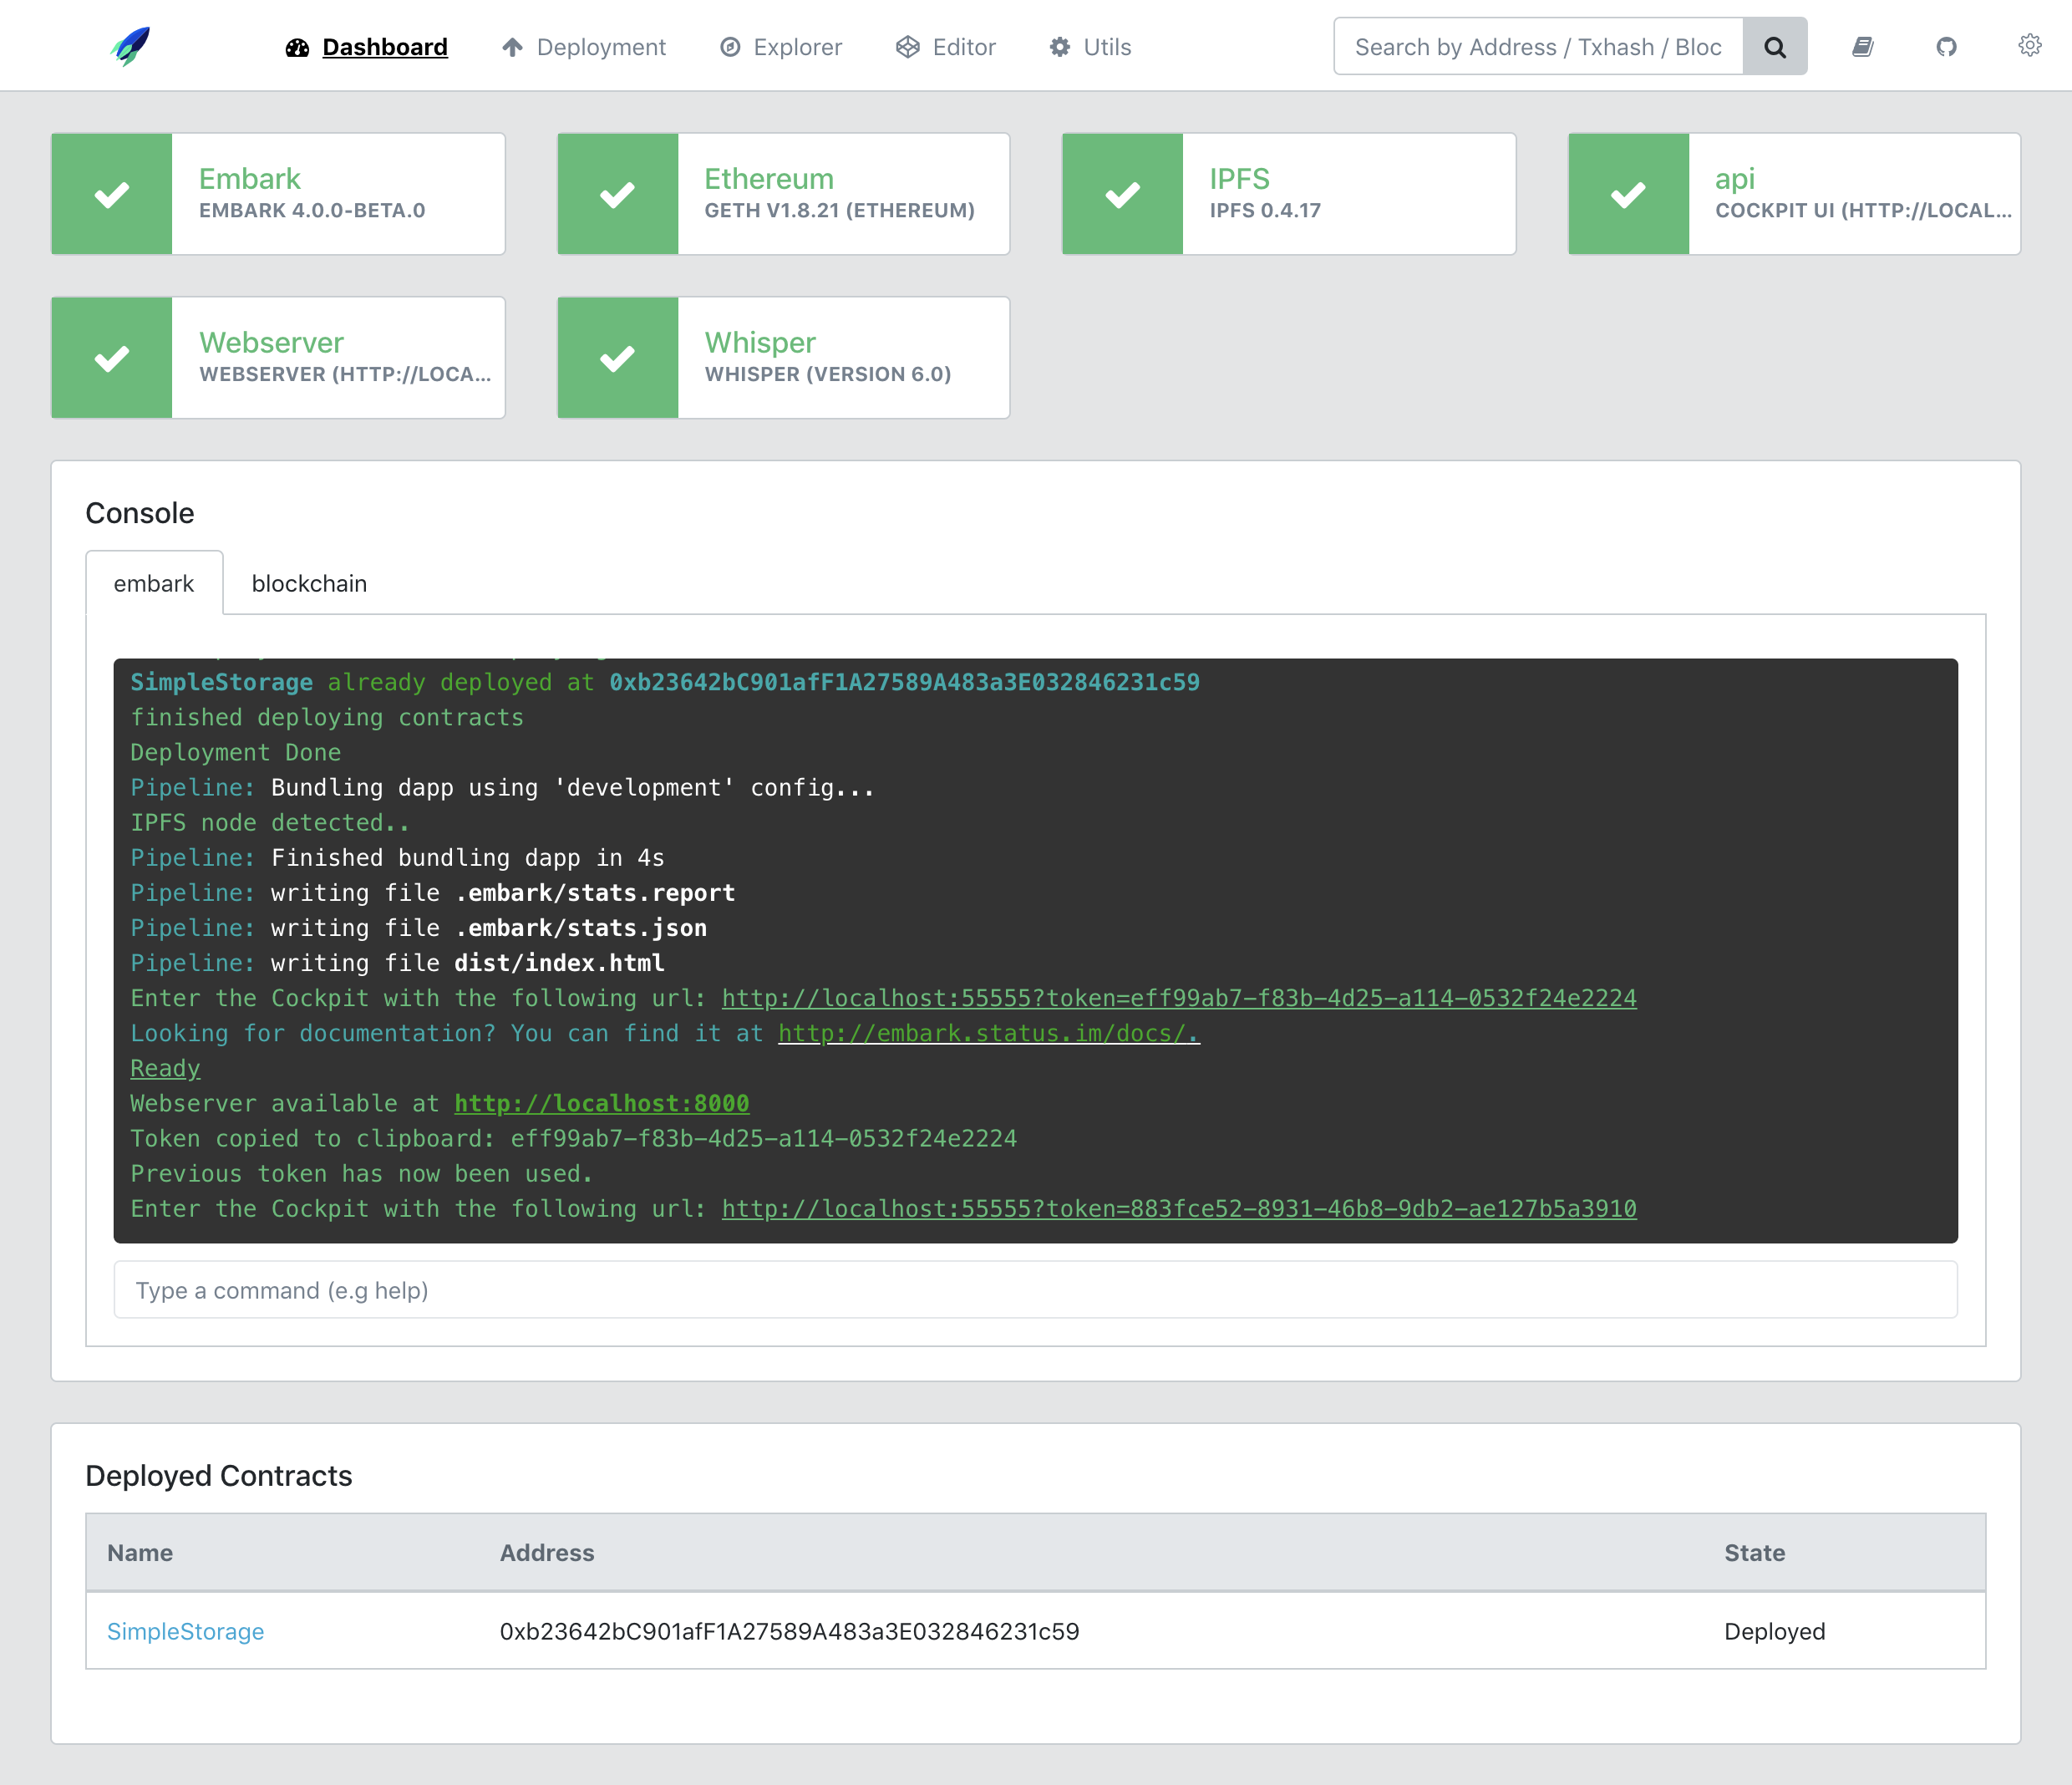 Dashboard Deployment Explorer Editor Utils Search by Address / Txhash / Bloc
Embark
EMBARK 4.0.0-BETA.0
Ethereum
GETH V1.8.21 (ETHEREUM)
IPFS
IPFS 0.4.17
api
COCKPIT UI (HTTP://LOCAL...
Webserver
WEBSERVER (HTTP://LOCA...
Whisper
WHISPER (VERSION 6.0)
Console
embark blockchain
SimpleStorage already deployed at 0xb23642bC901afF1A27589A483a3E032846231c59
finished deploying contracts
Deployment Done
Pipeline: Bundling dapp using 'development' config...
IPFS node detected..
Pipeline: Finished bundling dapp in 4s
Pipeline: writing file .embark/stats.report
Pipeline: writing file .embark/stats.json
Pipeline: writing file dist/index.html
Enter the Cockpit with the following url: http://localhost:55555?token=eff99ab7-f83b-4d25-a114-0532f24e2224
Looking for documentation? You can find it at http://embark.status.im/docs/.
Ready
Webserver available at http://localhost:8000
Token copied to clipboard: eff99ab7-f83b-4d25-a114-0532f24e2224
Previous token has now been used.
Enter the Cockpit with the following url: http://localhost:55555?token=883fce52-8931-46b8-9db2-ae127b5a3910
Type a command (e.g help)
Deployed Contracts
Name Address State
SimpleStorage 0xb23642bC901afF1A27589A483a3E032846231c59 Deployed